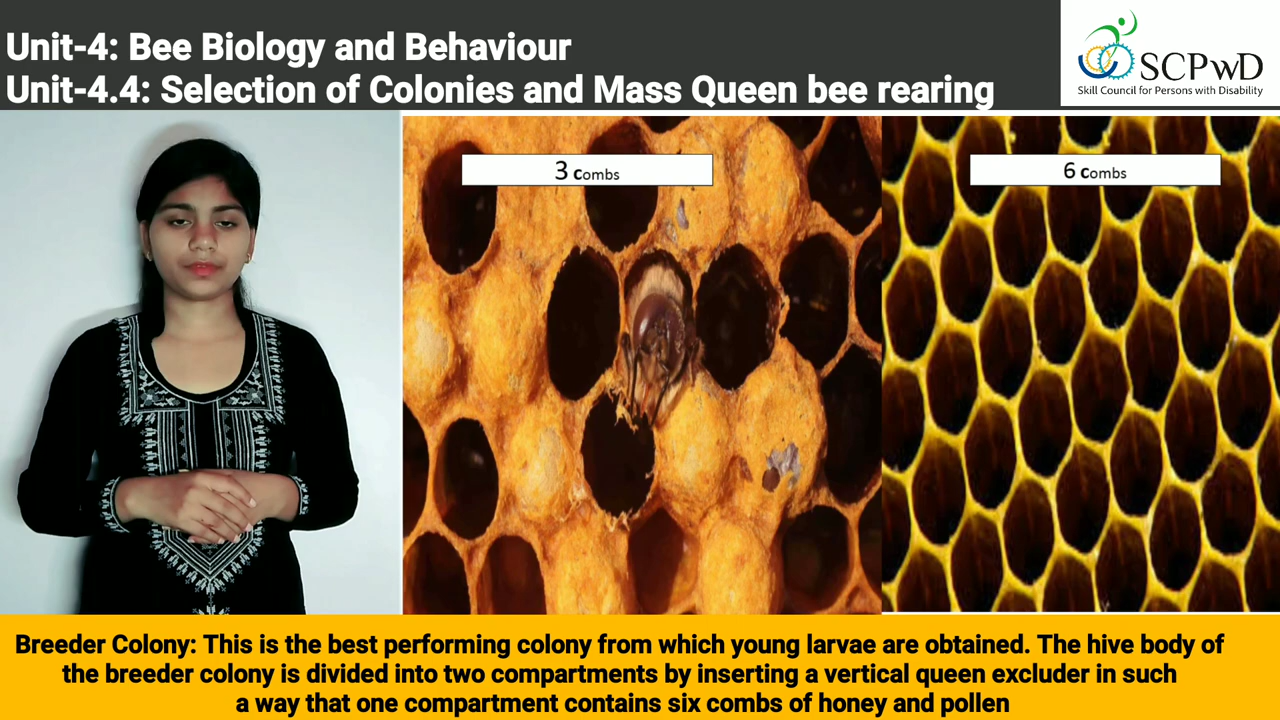 Unit-4: Bee Biology and Behaviour
Unit-4.4: Selection of Colonies and Mass Queen bee rearing
SCPwD
Skill Council for Persons with Disability
3 combs
6 combs
Breeder Colony: This is the best performing colony from which young larvae are obtained. The hive body of
the breeder colony is divided into two compartments by inserting a vertical queen excluder in such
a way that one compartment contains six combs of honey and pollen